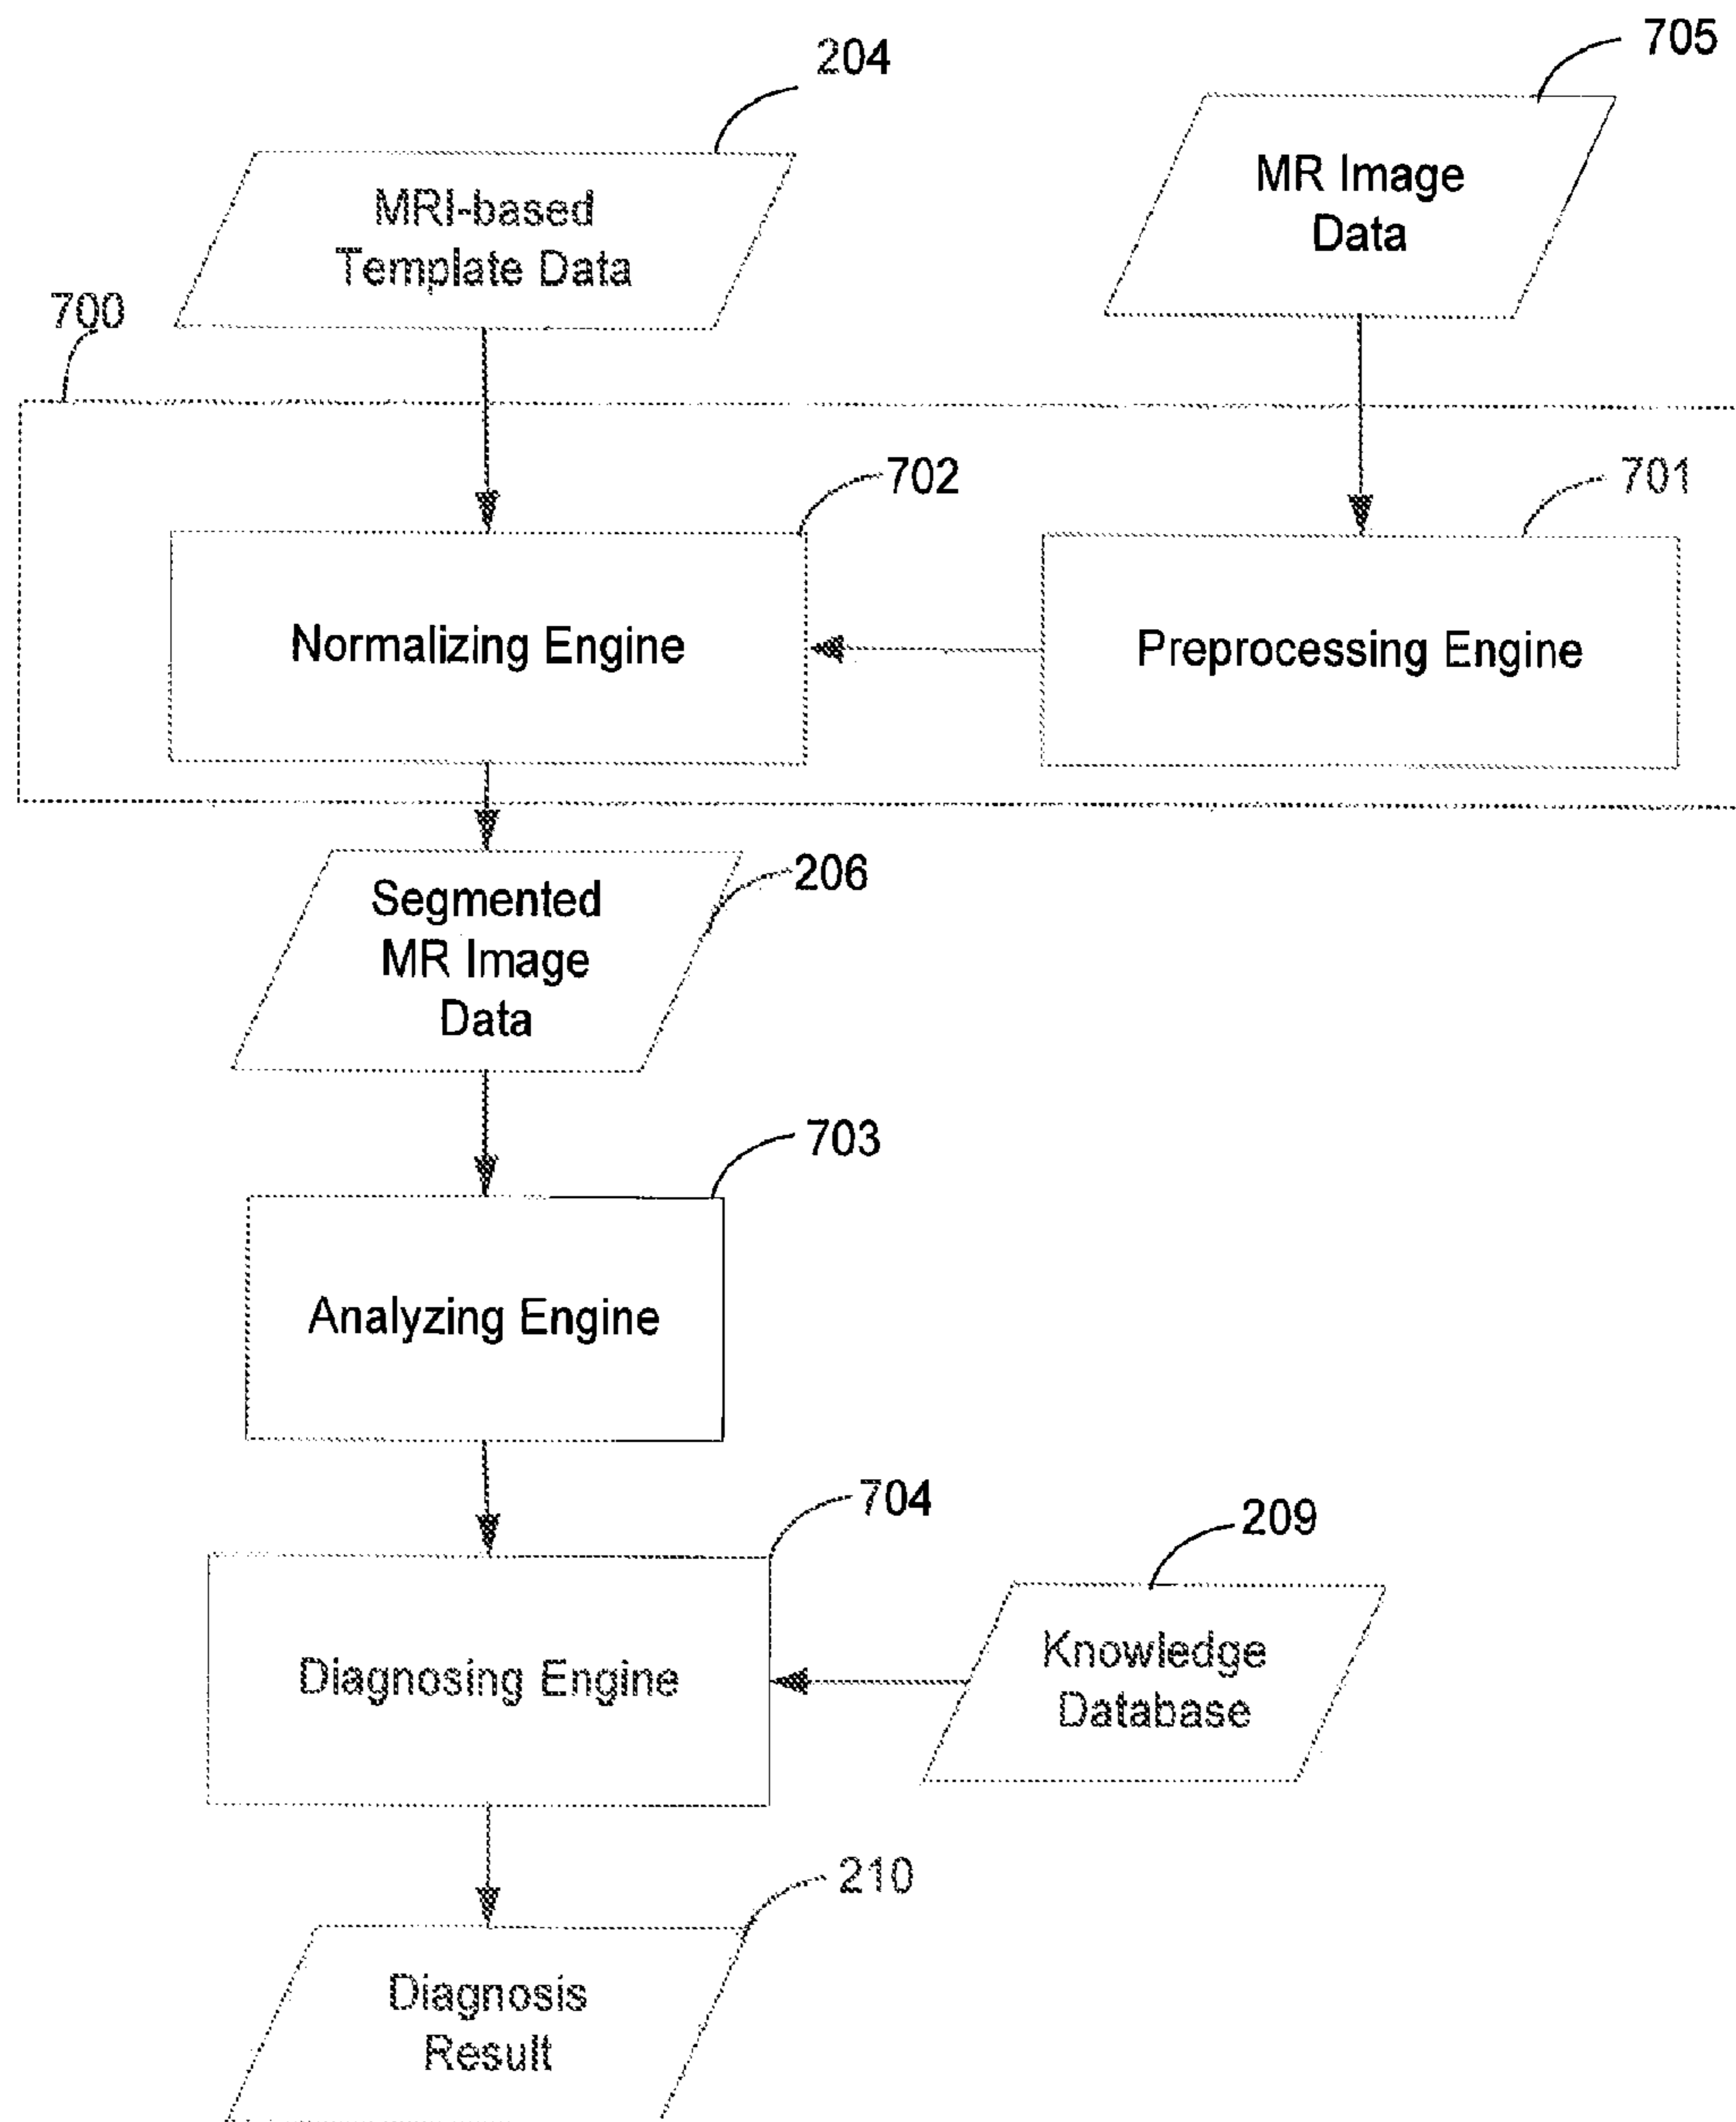 705
204
MR Image
Data
MRI-based
Template Data
700
702
701
Normalizing Engine
Preprocessing Engine
206
Segmented
MR Image
Data
703
Analyzing Engine
704
209
Knowledge
Database
Diagnosing Engine
210
Diagnosis
Result